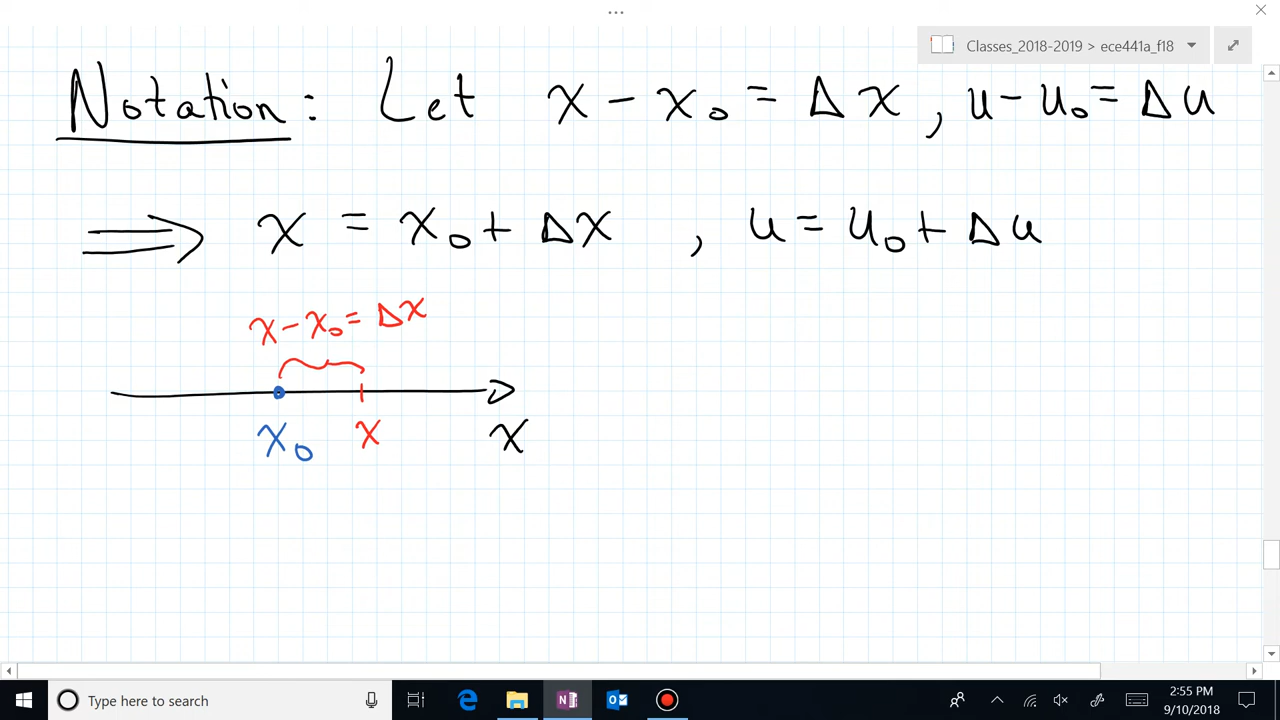 Classes_2018-2019 > ece441a_f18
Notation: Let x - x₀ = Δx, u - u₀ = Δu
⟹ x = x₀ + Δx , u = u₀ + Δu
x - x₀ = Δx
x₀ x x
Type here to search
2:55 PM
9/10/2018